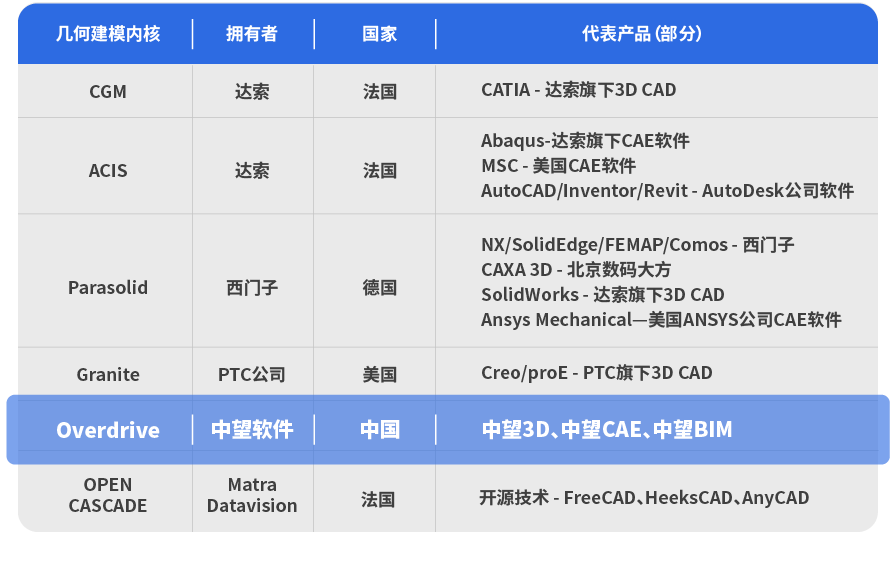 几何建模内核 拥有者 国家 代表产品(部分)
CGM 达索 法国 CATIA - 达索旗下3D CAD
Abaqus-达索旗下CAE软件
ACIS 达索 法国 MSC - 美国CAE软件
AutoCAD/Inventor/Revit - AutoDesk公司软件
NX/SolidEdge/FEMAP/Comos - 西门子
CAXA 3D - 北京数码大方
Parasolid 西门子 德国 SolidWorks - 达索旗下3D CAD
Ansys Mechanical—美国ANSYS公司CAE软件
Granite PTC公司 美国 Creo/proE - PTC旗下3D CAD
Overdrive 中望软件 中国 中望3D、中望CAE、中望BIM
OPEN Matra
CASCADE Datavision 法国 开源技术 - FreeCAD、HeeksCAD、AnyCAD